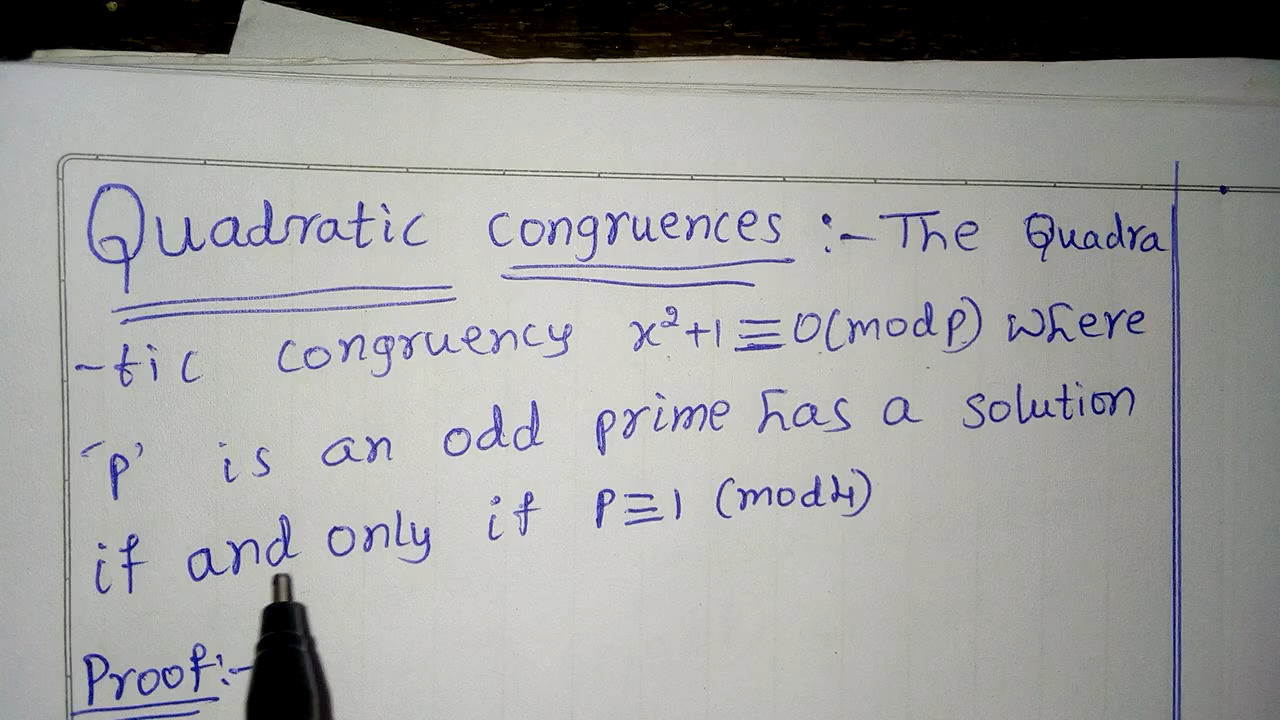 Quadratic congruences :- The Quadra
-tic congruency x²+1≡0(mod p) where
'p' is an odd prime has a solution
if and only if P≡1 (mod 4)
Proof:-